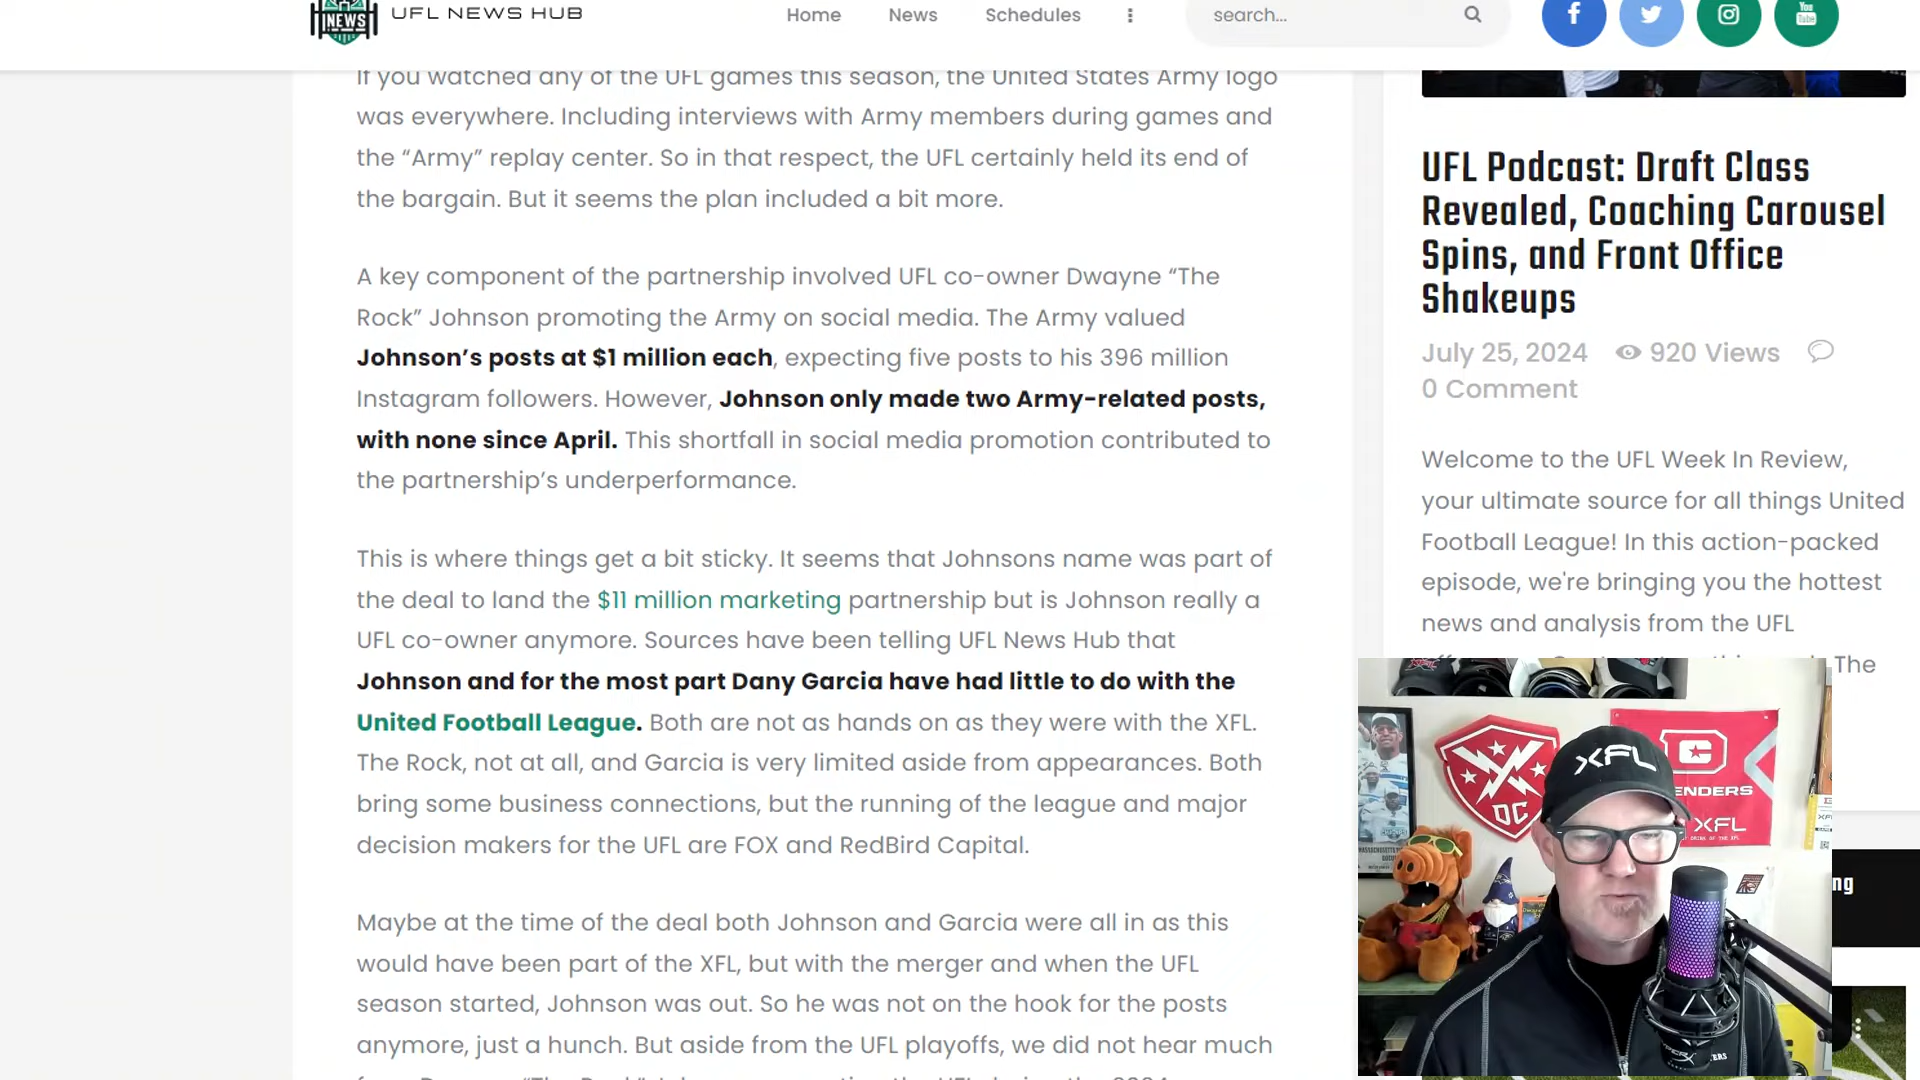 NEWS
UFL NEWS HUB
Home
News
Schedules
search...
You
Tube
If you watched any of the UFL games this season, the United States Army logo
was everywhere. Including interviews with Army members during games and
the “Army” replay center. So in that respect, the UFL certainly held its end of
the bargain. But it seems the plan included a bit more.
A key component of the partnership involved UFL co-owner Dwayne “The
Rock” Johnson promoting the Army on social media. The Army valued
Johnson’s posts at $1 million each, expecting five posts to his 396 million
Instagram followers. However, Johnson only made two Army-related posts,
with none since April. This shortfall in social media promotion contributed to
the partnership’s underperformance.
This is where things get a bit sticky. It seems that Johnsons name was part of
the deal to land the $11 million marketing partnership but is Johnson really a
UFL co-owner anymore. Sources have been telling UFL News Hub that
Johnson and for the most part Dany Garcia have had little to do with the
United Football League. Both are not as hands on as they were with the XFL.
The Rock, not at all, and Garcia is very limited aside from appearances. Both
bring some business connections, but the running of the league and major
decision makers for the UFL are FOX and RedBird Capital.
Maybe at the time of the deal both Johnson and Garcia were all in as this
would have been part of the XFL, but with the merger and when the UFL
season started, Johnson was out. So he was not on the hook for the posts
anymore, just a hunch. But aside from the UFL playoffs, we did not hear much
UFL Podcast: Draft Class
Revealed, Coaching Carousel
Spins, and Front Office
Shakeups
July 25, 2024 920 Views
0 Comment
Welcome to the UFL Week In Review,
your ultimate source for all things United
Football League! In this action-packed
episode, we're bringing you the hottest
news and analysis from the UFL
The
ng
XFL
DC
ENDERS
XFL